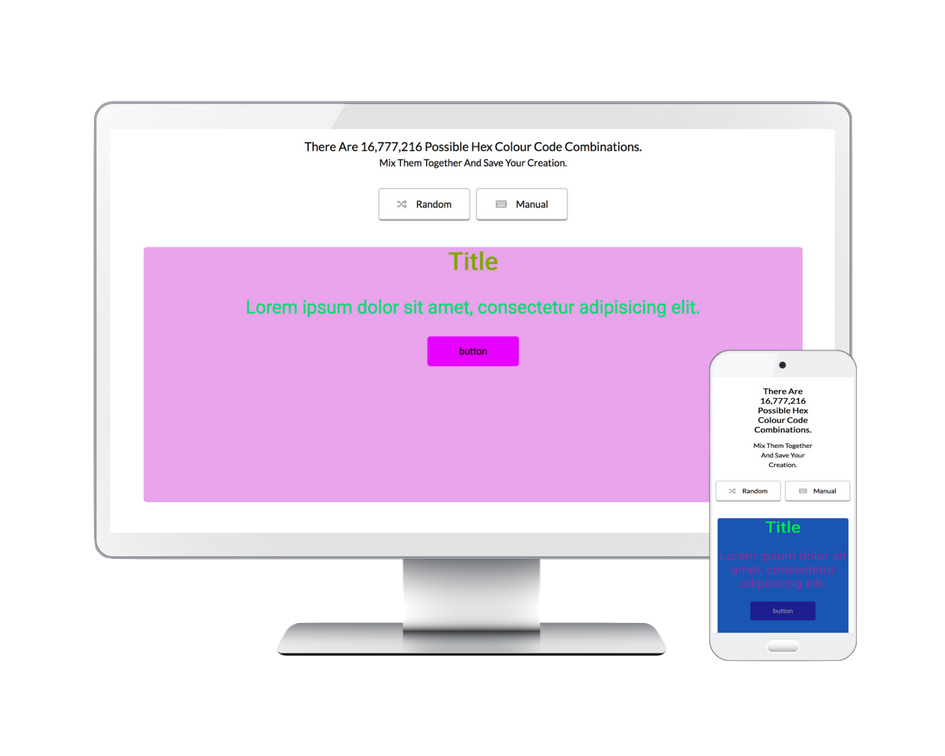 There Are 16,777,216 Possible Hex Colour Code Combinations.
Mix Them Together And Save Your Creation.
Random Manual
Title
Lorem ipsum dolor sit amet, consectetur adipisicing elit.
button
There Are
16,777,216
Possible Hex
Colour Code
Combinations.
Mix Them Together
And Save Your
Creation.
Random Manual
Title
Lorem ipsum dolor sit
amet, consectetur
adipisicing elit.
button